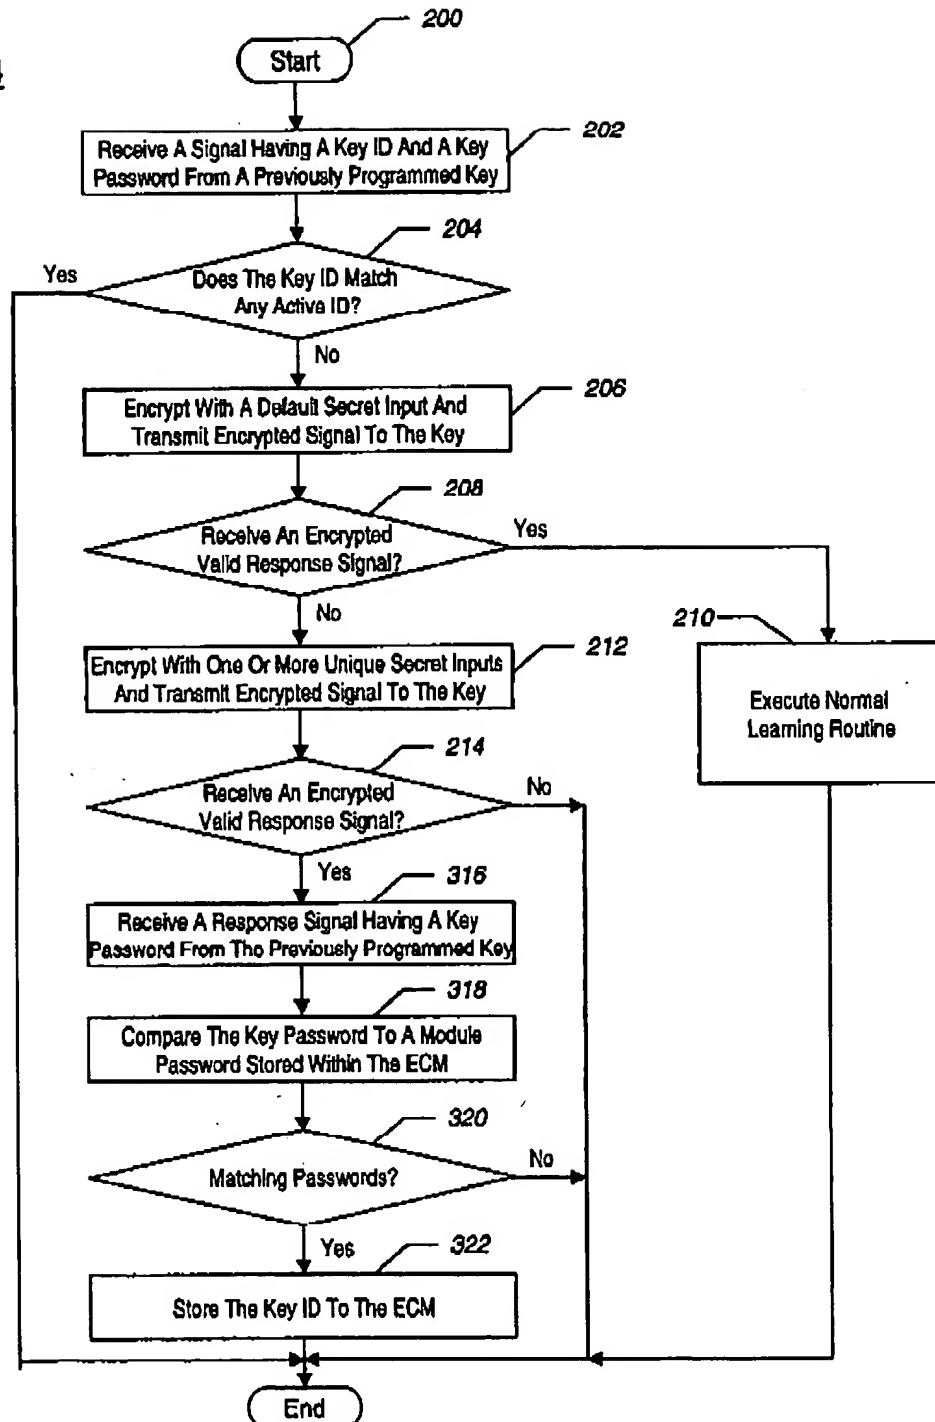 200
Start
202
Receive A Signal Having A Key ID And A Key
Password From A Previously Programmed Key
204
Yes
Does The Key ID Match
Any Active ID?
No
206
Encrypt With A Default Secret Input And
Transmit Encrypted Signal To The Key
208
Receive An Encrypted
Valid Response Signal?
Yes
No
210
Execute Normal
Learning Routine
212
Encrypt With One Or More Unique Secret Inputs
And Transmit Encrypted Signal To The Key
214
Receive An Encrypted
Valid Response Signal?
No
Yes
316
Receive A Response Signal Having A Key
Password From The Previously Programmed Key
318
Compare The Key Password To A Module
Password Stored Within The ECM
320
Matching Passwords?
No
Yes
322
Store The Key ID To The ECM
End